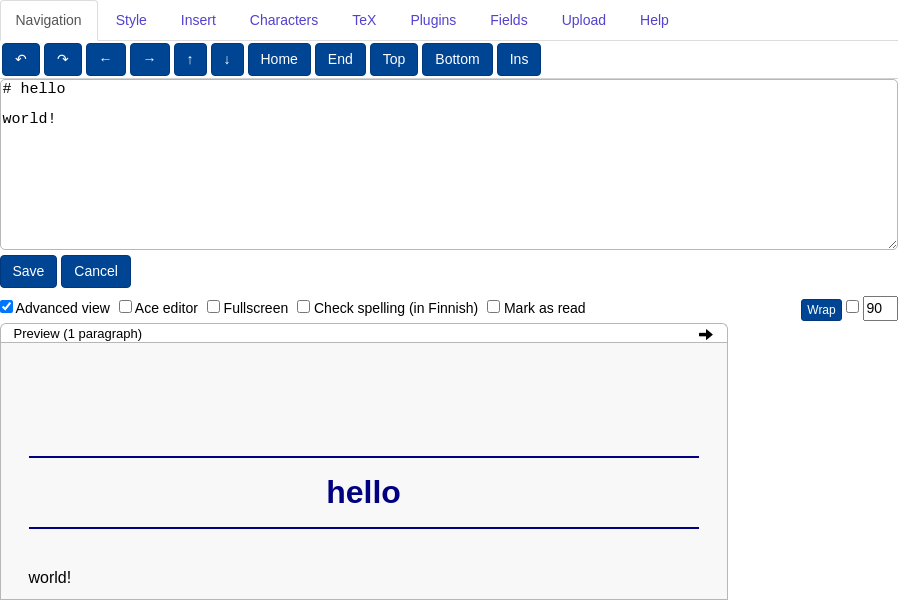 Navigation Style Insert Characters TeX Plugins Fields Upload Help
↶ ↷ ← → ↑ ↓ Home End Top Bottom Ins
# hello
world!
Save Cancel
Advanced view Ace editor Fullscreen Check spelling (in Finnish) Mark as read Wrap 90
Preview (1 paragraph)
hello
world!